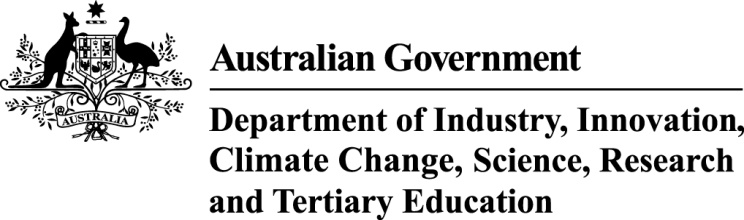 AUSTRALIA
Australian Government
Department of Industry, Innovation,
Climate Change, Science, Research
and Tertiary Education